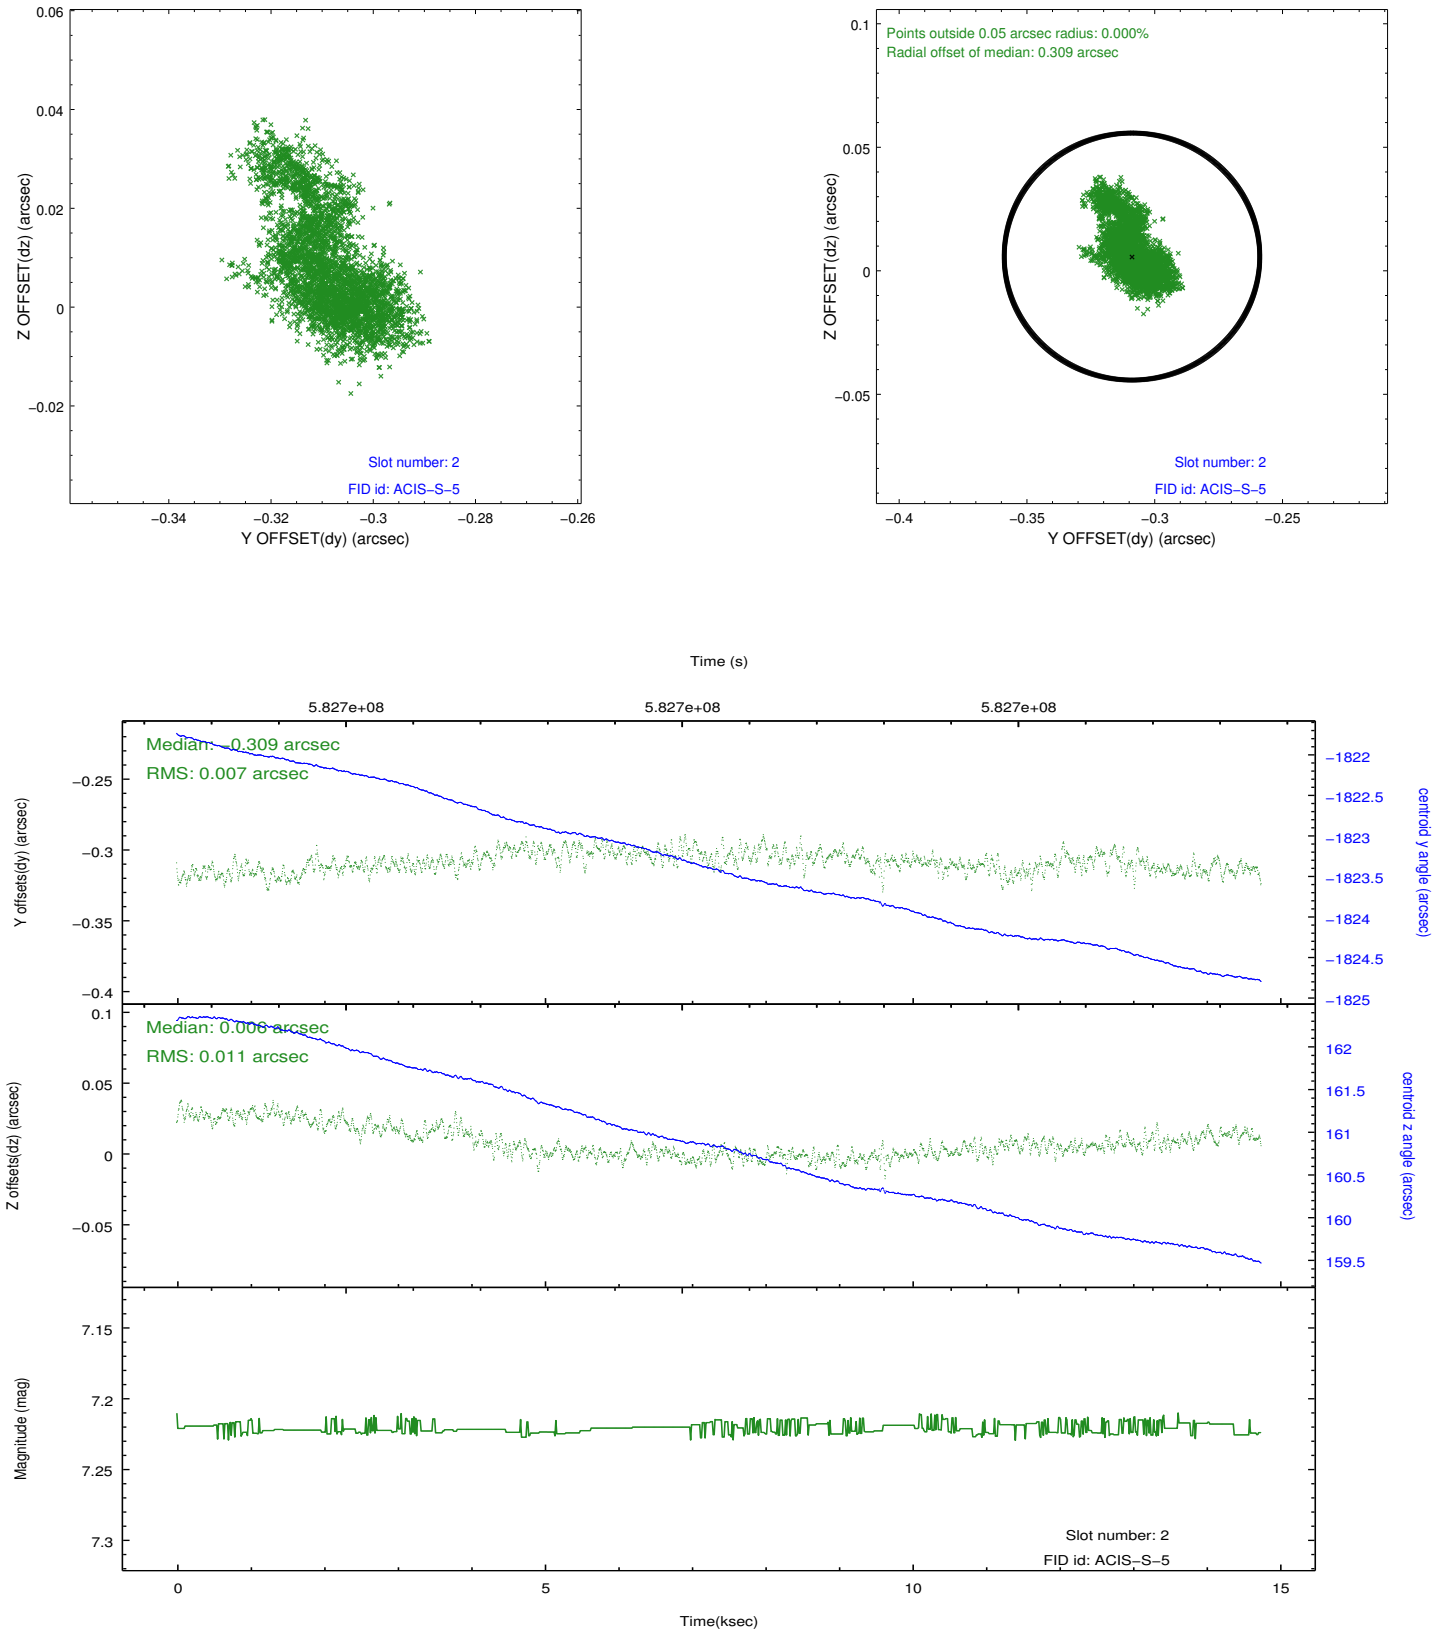 0.06
0.04
0.02
0
−0.02
Z OFFSET(dz) (arcsec)
Slot number: 2
FID id: ACIS−S−5
−0.34
−0.32
−0.3
−0.28
−0.26
Y OFFSET(dy) (arcsec)
0.1
0.05
0
−0.05
Z OFFSET(dz) (arcsec)
Points outside 0.05 arcsec radius: 0.000%
Radial offset of median: 0.309 arcsec
Slot number: 2
FID id: ACIS−S−5
−0.4
−0.35
−0.3
−0.25
Y OFFSET(dy) (arcsec)
Time (s)
5.827e+08
5.827e+08
5.827e+08
Median: −0.309 arcsec
RMS: 0.007 arcsec
−0.25
−0.3
−0.35
−0.4
Y offsets(dy) (arcsec)
−1822
−1822.5
−1823
−1823.5
−1824
−1824.5
−1825
centroid y angle (arcsec)
Median: 0.006 arcsec
RMS: 0.011 arcsec
0.1
0.05
0
−0.05
Z offsets(dz) (arcsec)
162
161.5
161
160.5
160
159.5
centroid z angle (arcsec)
7.15
7.2
7.25
7.3
Magnitude (mag)
Slot number: 2
FID id: ACIS−S−5
0
5
10
15
Time(ksec)